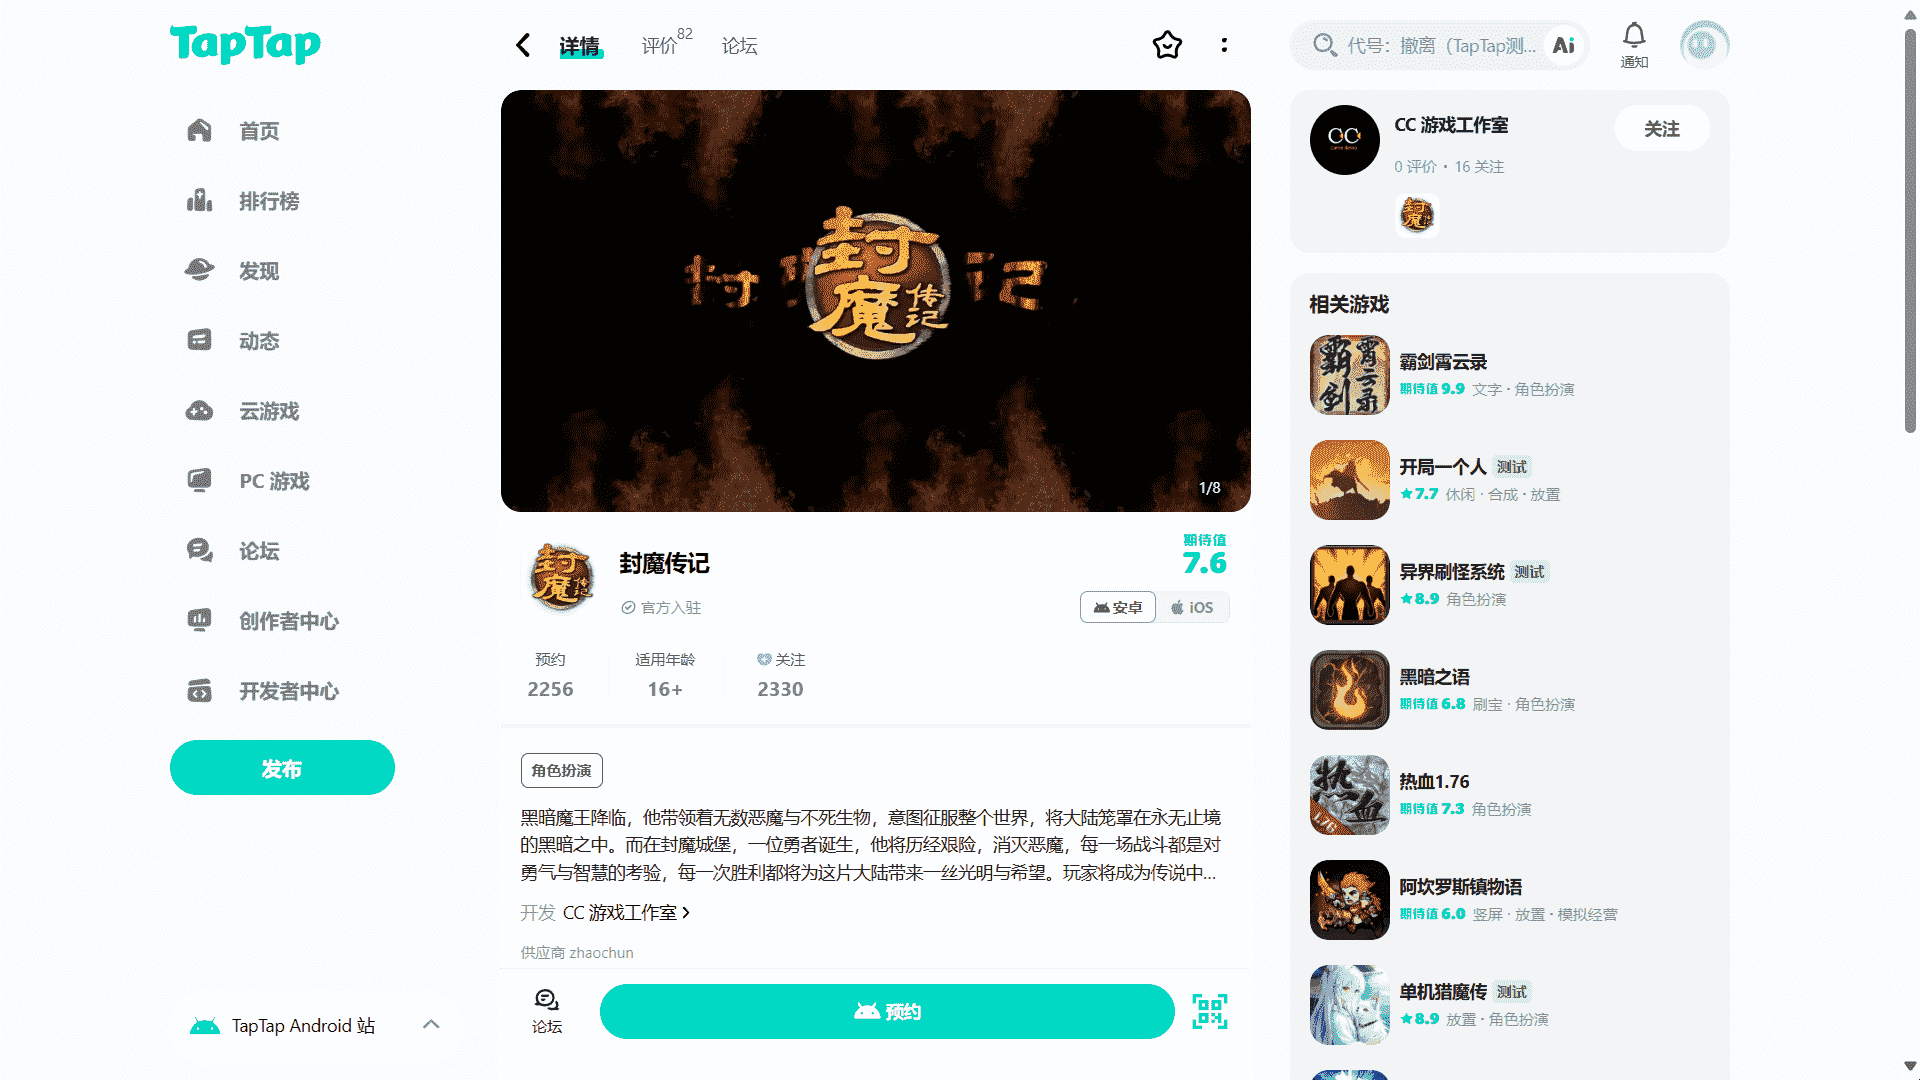 TapTap
详情
评价 82
论坛
代号：撤离（TapTap测...
Ai
通知
首页
排行榜
发现
动态
云游戏
PC 游戏
论坛
创作者中心
开发者中心
发布
TapTap Android 站
封魔传记
1/8
封魔传记
官方入驻
期待值
7.6
安卓
iOS
预约
2256
适用年龄
16+
关注
2330
角色扮演
黑暗魔王降临，他带领着无数恶魔与不死生物，意图征服整个世界，将大陆笼罩在永无止境
的黑暗之中。而在封魔城堡，一位勇者诞生，他将历经艰险，消灭恶魔，每一场战斗都是对
勇气与智慧的考验，每一次胜利都将为这片大陆带来一丝光明与希望。玩家将成为传说中...
开发 CC 游戏工作室
供应商 zhaochun
论坛
预约
CC
CC 游戏工作室
0 评价 · 16 关注
关注
封魔传记
相关游戏
霸剑霄云录
霸剑霄云录
期待值 9.9 文字 · 角色扮演
开局一个人 测试
7.7 休闲 · 合成 · 放置
异界刷怪系统 测试
8.9 角色扮演
黑暗之语
期待值 6.8 刷宝 · 角色扮演
热血
1.76
热血1.76
期待值 7.3 角色扮演
阿坎罗斯镇物语
期待值 6.0 竖屏 · 放置 · 模拟经营
单机猎魔传 测试
8.9 放置 · 角色扮演